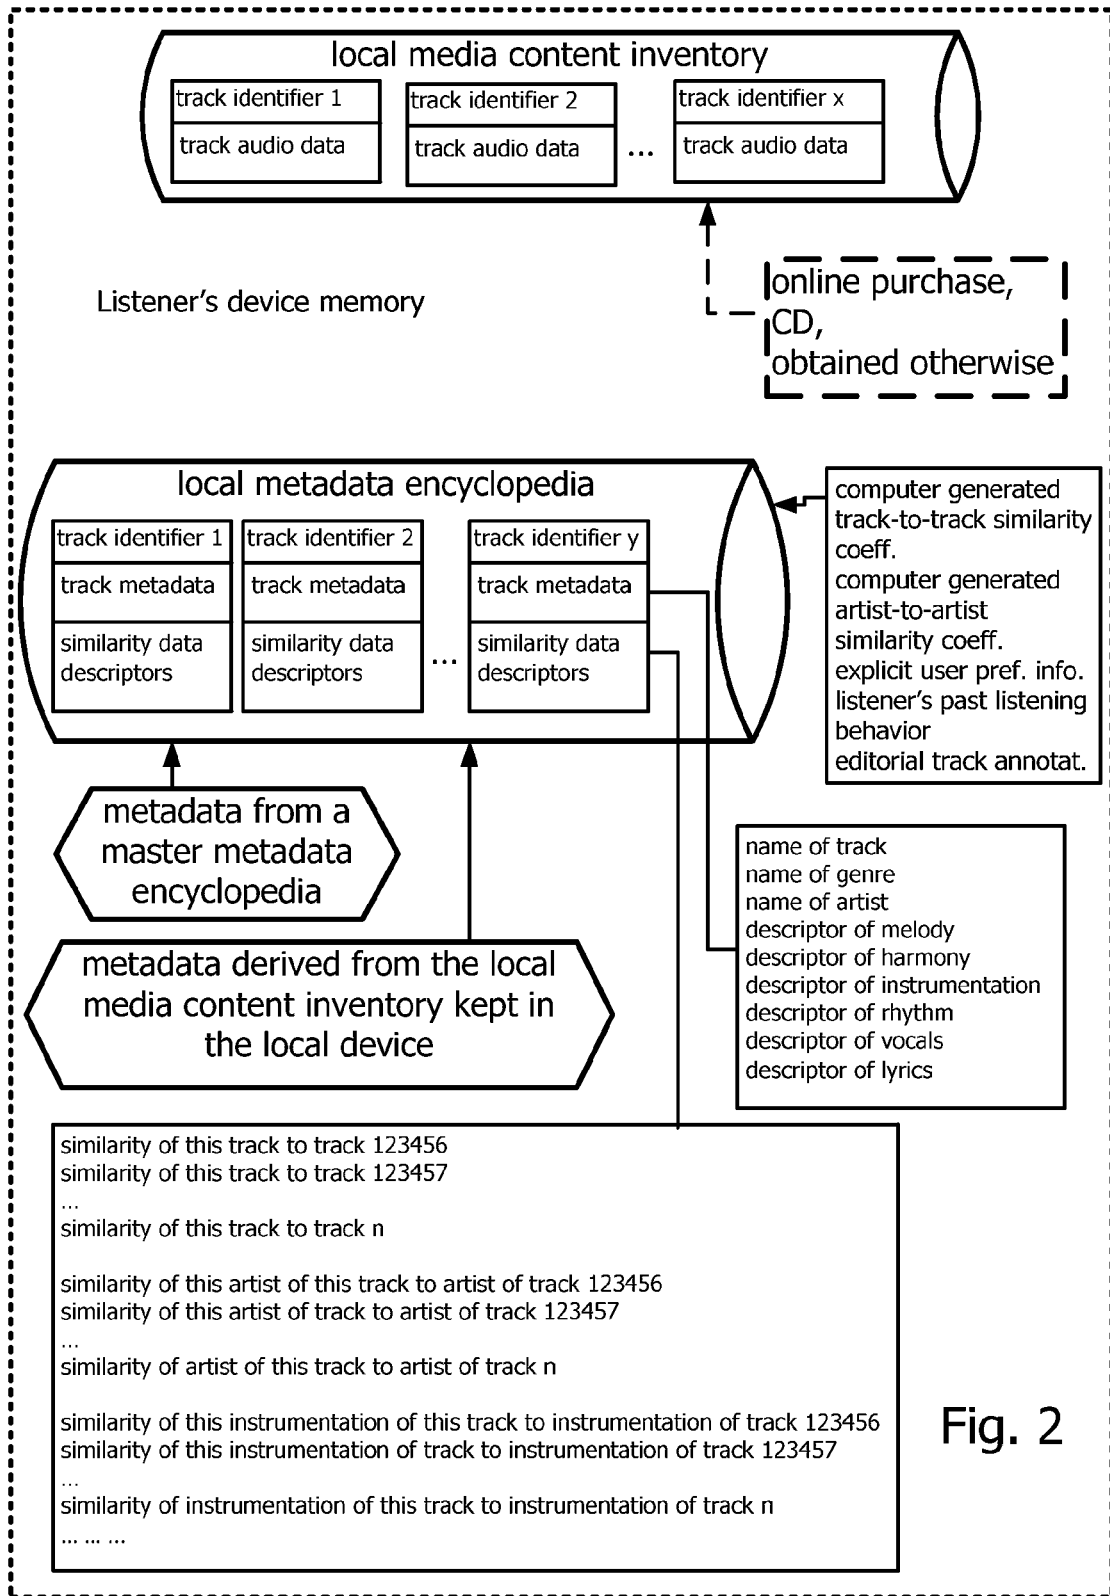 local media content inventory
track identifier 1
track audio data
track identifier 2
track audio data
...
track identifier x
track audio data
Listener's device memory
online purchase,
CD,
obtained otherwise
local metadata encyclopedia
track identifier 1
track metadata
similarity data
descriptors
track identifier 2
track metadata
similarity data
descriptors
...
track identifier y
track metadata
similarity data
descriptors
computer generated
track-to-track similarity
coeff.
computer generated
artist-to-artist
similarity coeff.
explicit user pref. info.
listener's past listening
behavior
editorial track annotat.
metadata from a
master metadata
encyclopedia
metadata derived from the local
media content inventory kept in
the local device
name of track
name of genre
name of artist
descriptor of melody
descriptor of harmony
descriptor of instrumentation
descriptor of rhythm
descriptor of vocals
descriptor of lyrics
similarity of this track to track 123456
similarity of this track to track 123457
...
similarity of this track to track n
similarity of this artist of this track to artist of track 123456
similarity of this artist of track to artist of track 123457
...
similarity of artist of this track to artist of track n
similarity of this instrumentation of this track to instrumentation of track 123456
similarity of this instrumentation of track to instrumentation of track 123457
...
similarity of instrumentation of this track to instrumentation of track n
... ... ...
Fig. 2